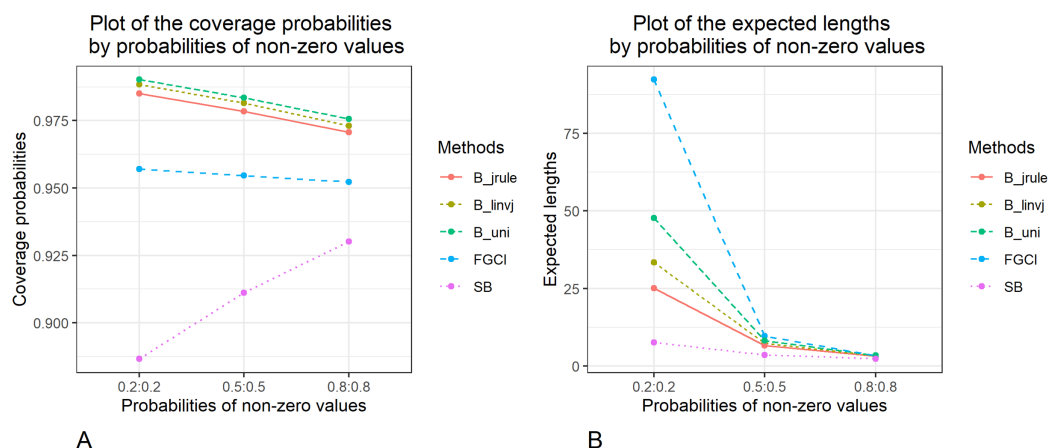 Plot of the coverage probabilities
by probabilities of non-zero values
Coverage probabilities
0.975
0.950
0.925
0.900
0.2:0.2
0.5:0.5
0.8:0.8
Probabilities of non-zero values
Methods
B_jrule
B_linvj
B_uni
FGCI
SB
A
Plot of the expected lengths
by probabilities of non-zero values
Expected lengths
75
50
25
0
0.2:0.2
0.5:0.5
0.8:0.8
Probabilities of non-zero values
Methods
B_jrule
B_linvj
B_uni
FGCI
SB
B